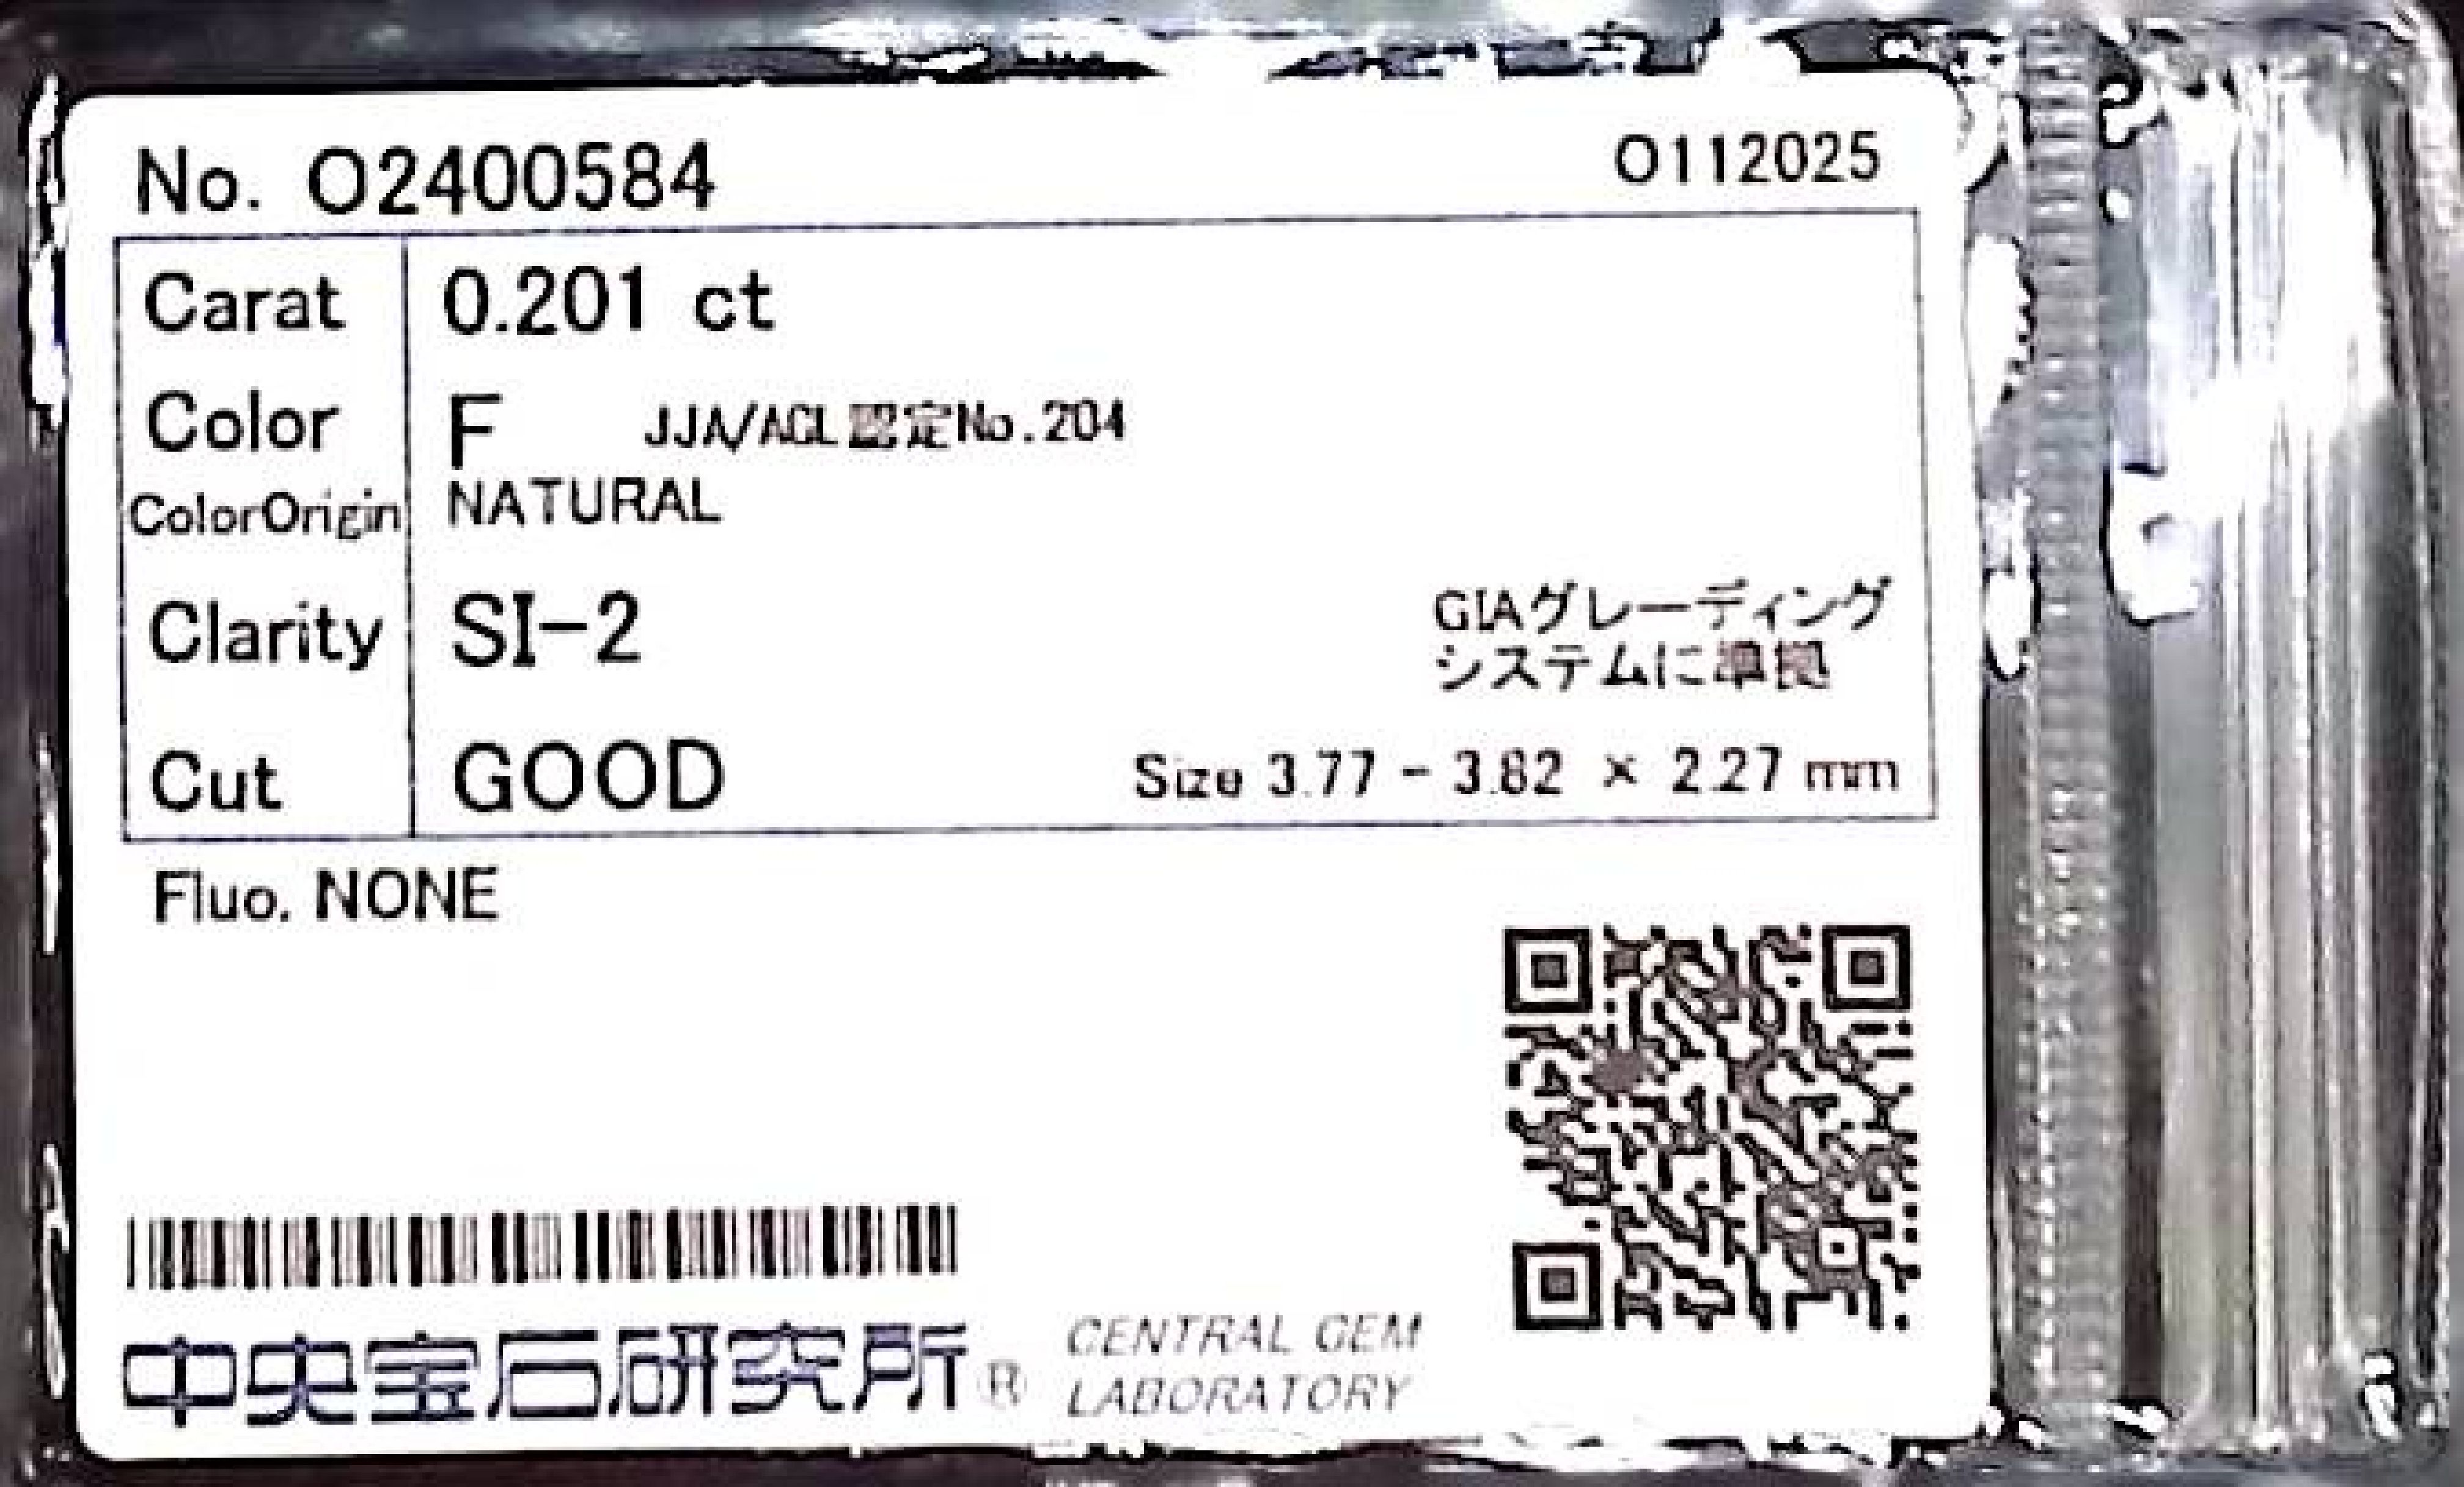 No. O2400584 O112025
Carat 0.201 ct
Color F JJA/AGL認定No.204
ColorOrigin NATURAL
Clarity SI-2
GIAグレーディング
システムに準拠
Cut GOOD Size 3.77 - 3.82 × 2.27 mm
Fluo. NONE
中央宝石研究所® CENTRAL GEM
LABORATORY